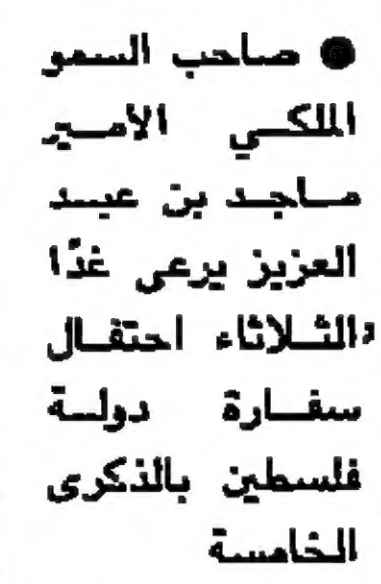 ● صاحب السمو
الملكي الأمير
ماجد بن عبد
العزيز يرعى غدًا
الثلاثاء احتفال
سفارة دولة
فلسطين بالذكرى
الخامسة